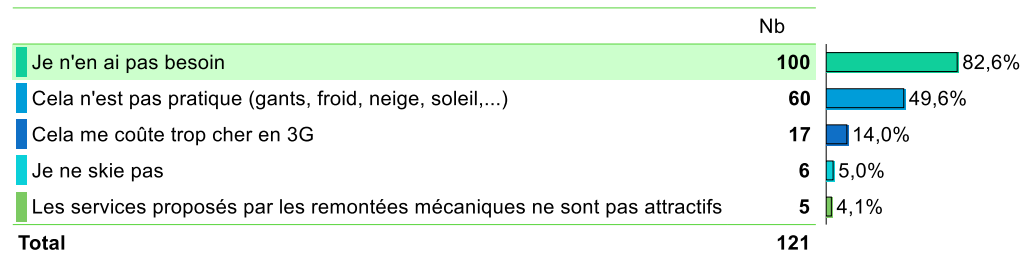 Nb
Je n'en ai pas besoin 100 82,6%
Cela n'est pas pratique (gants, froid, neige, soleil,...) 60 49,6%
Cela me coûte trop cher en 3G 17 14,0%
Je ne skie pas 6 5,0%
Les services proposés par les remontées mécaniques ne sont pas attractifs 5 4,1%
Total 121